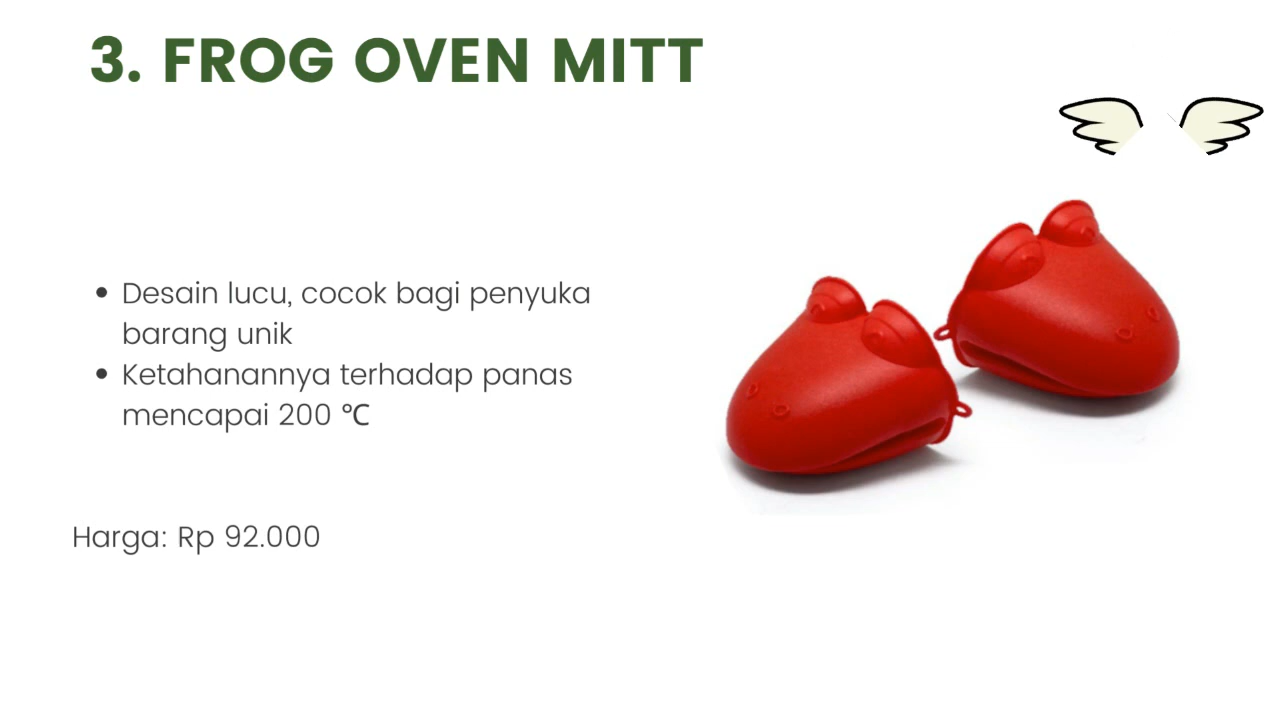 3. FROG OVEN MITT
• Desain lucu, cocok bagi penyuka
barang unik
• Ketahanannya terhadap panas
mencapai 200 ℃
Harga: Rp 92.000